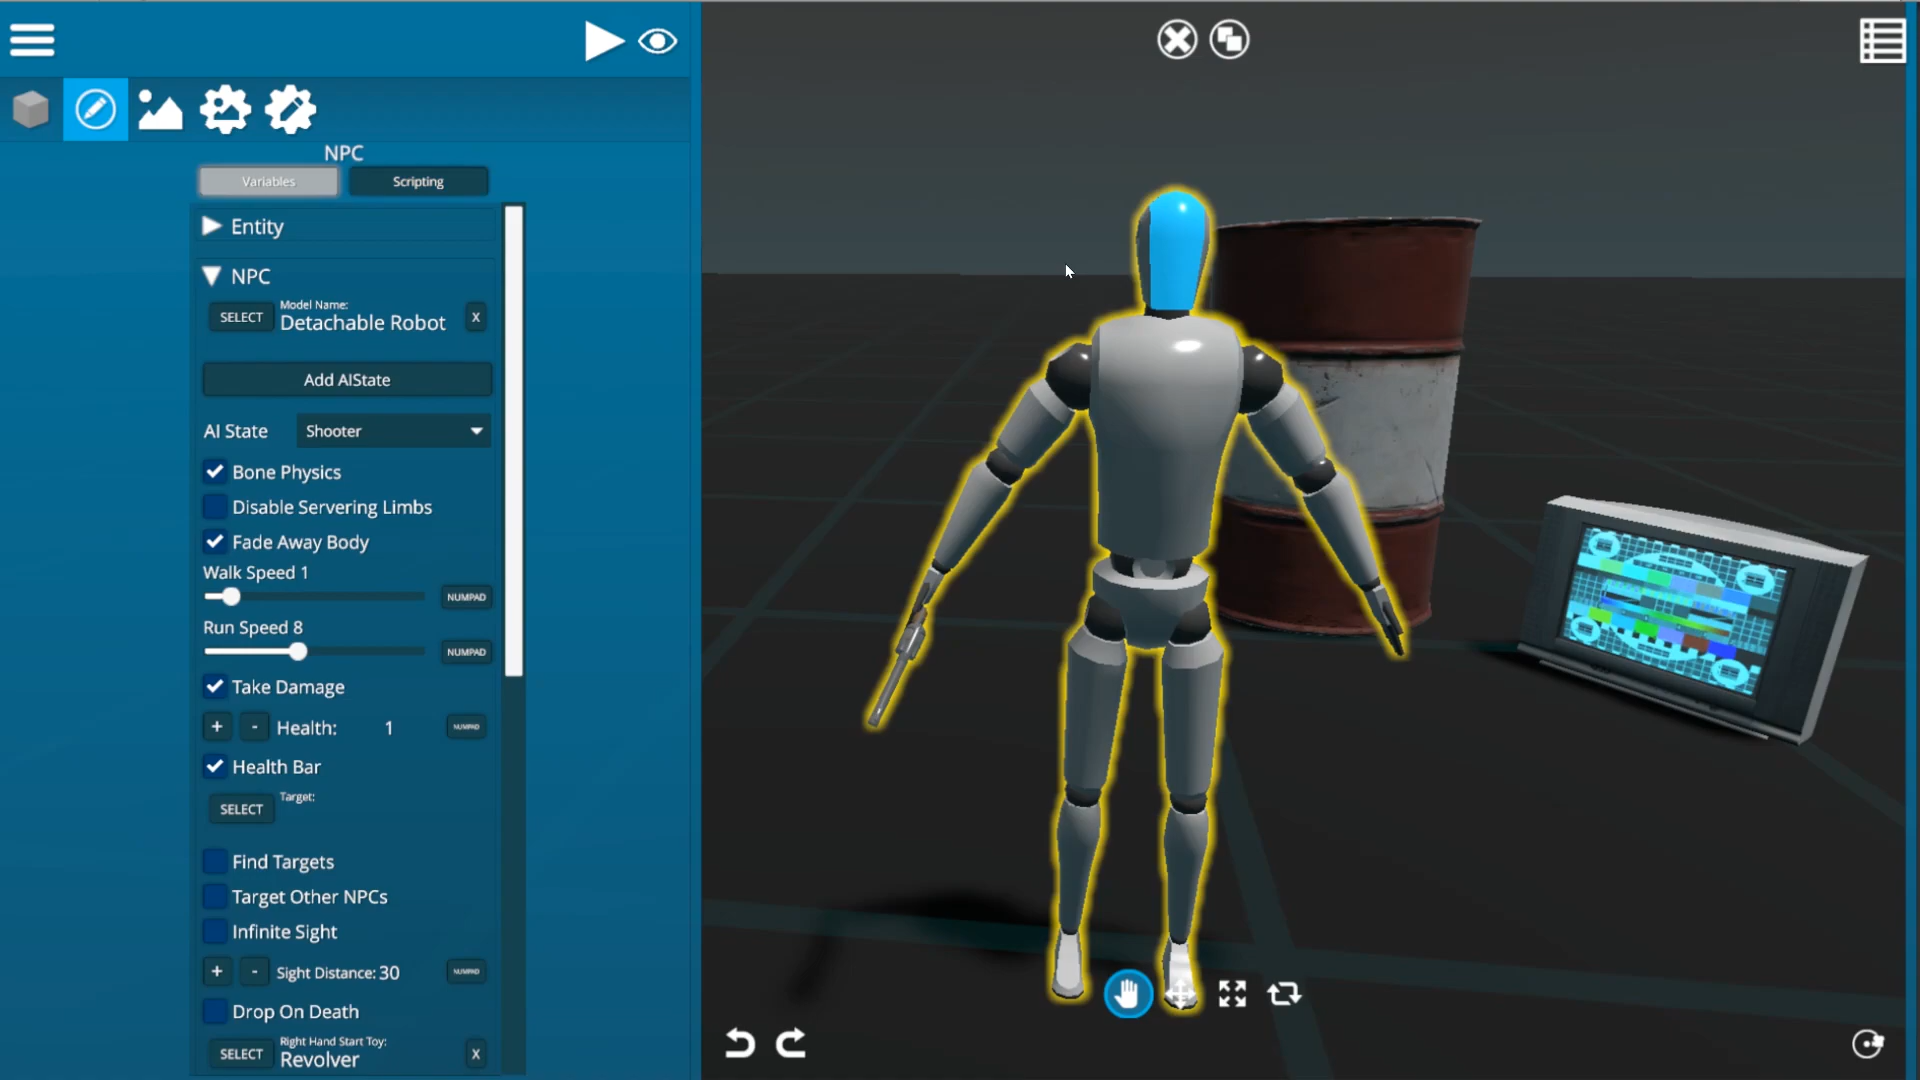 NPC
Variables
Scripting
Entity
NPC
SELECT
Model Name:
Detachable Robot
X
Add AIState
AI State
Shooter
Bone Physics
Disable Servering Limbs
Fade Away Body
Walk Speed 1
NUMPAD
Run Speed 8
NUMPAD
Take Damage
+ - Health: 1 NUMPAD
Health Bar
SELECT
Target:
Find Targets
Target Other NPCs
Infinite Sight
+ - Sight Distance: 30 NUMPAD
Drop On Death
SELECT
Right Hand Start Toy:
Revolver
X